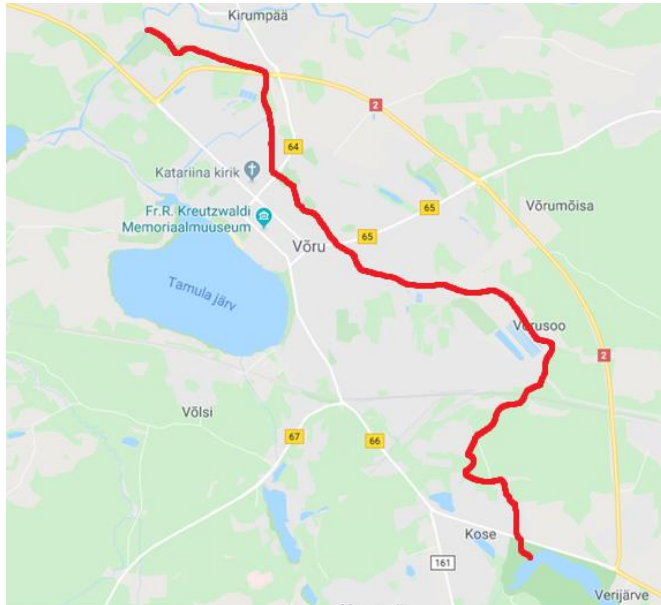 Kirumpää
2
64
Katariina kirik
Fr.R. Kreutzwaldi
Memoriaalmuuseum
65
Võrumõisa
65
Võru
Tamula järv
Võrusoo
2
Võlsi
67
66
Kose
161
Verijärve